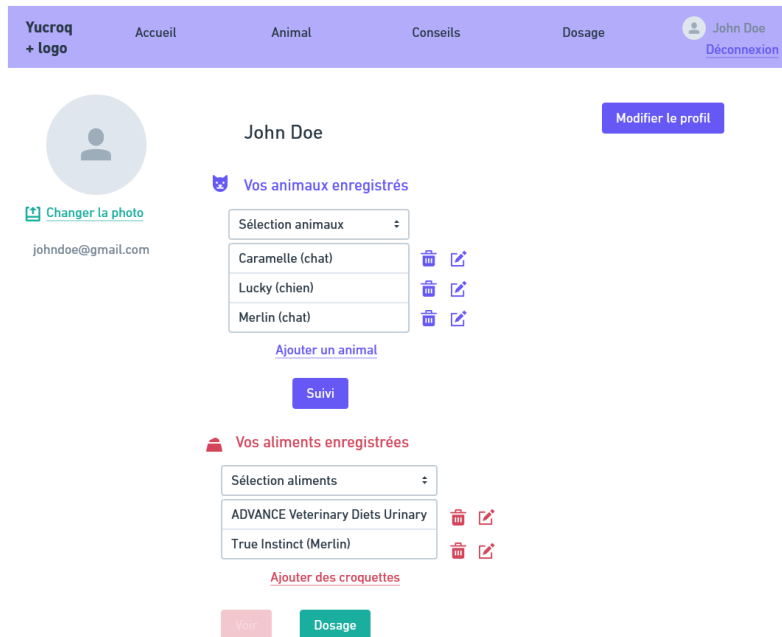 Yucroq
+ logo
Accueil
Animal
Conseils
Dosage
John Doe
Déconnexion
Modifier le profil
John Doe
Changer la photo
johndoe@gmail.com
Vos animaux enregistrés
Sélection animaux
Caramelle (chat)
Lucky (chien)
Merlin (chat)
Ajouter un animal
Suivi
Vos aliments enregistrées
Sélection aliments
ADVANCE Veterinary Diets Urinary
True Instinct (Merlin)
Ajouter des croquettes
Voir
Dosage